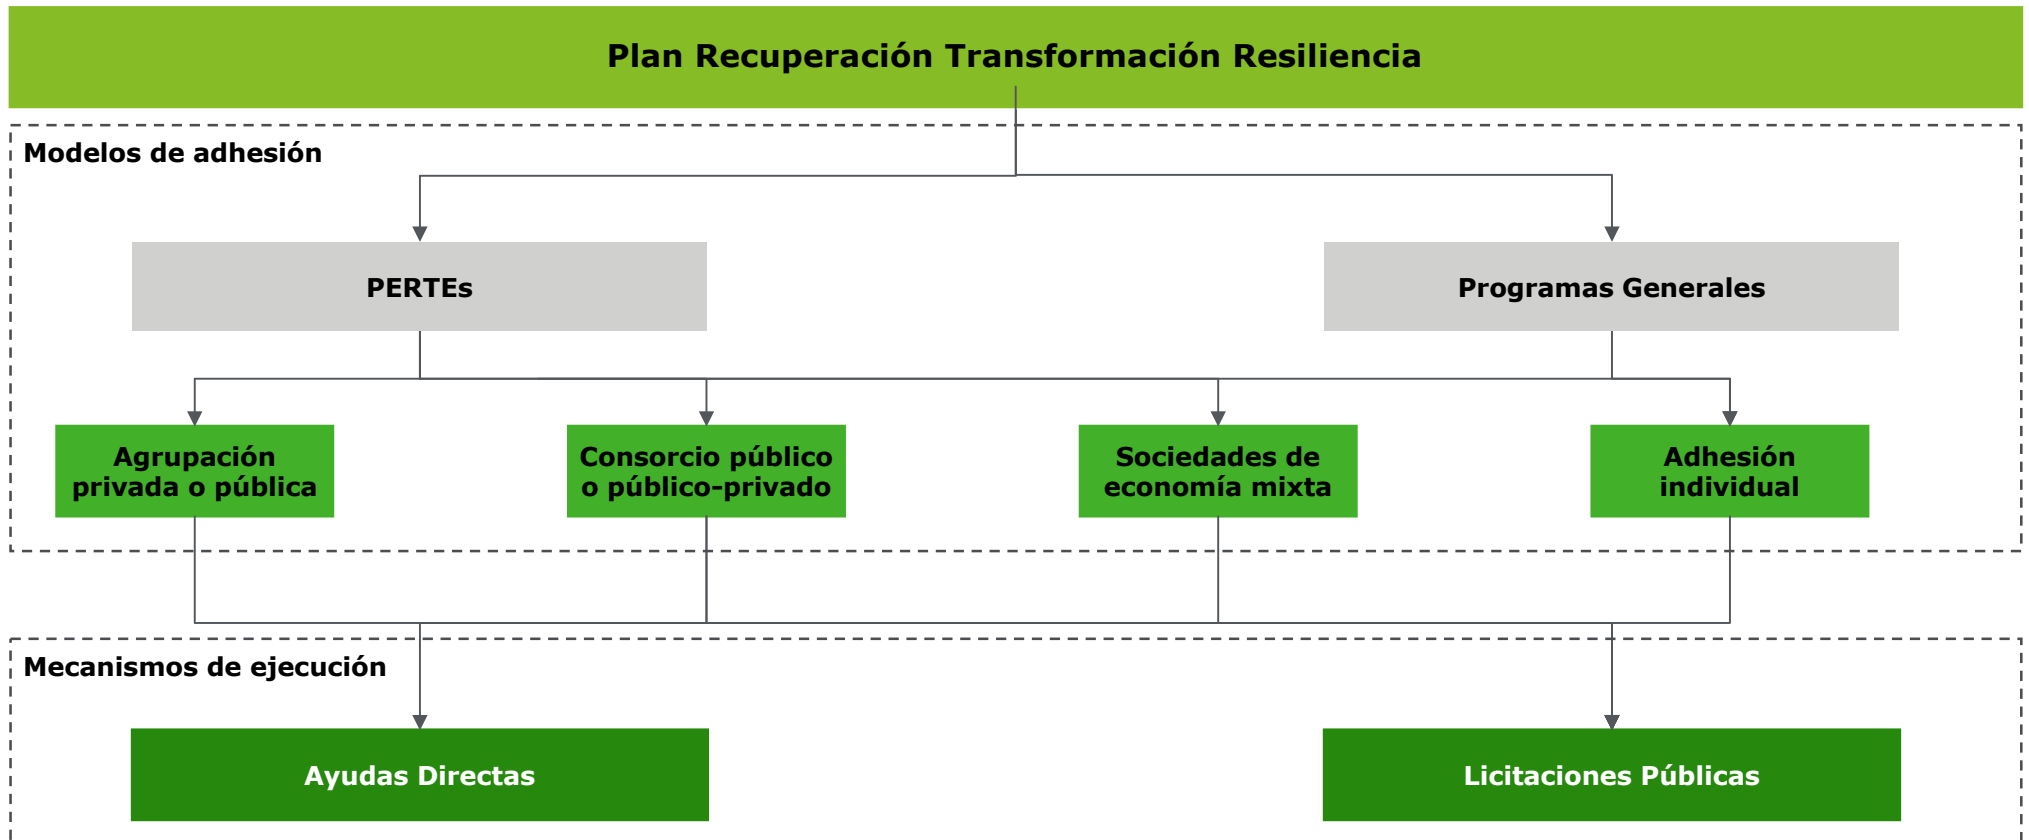 Plan Recuperación Transformación Resiliencia
Modelos de adhesión
PERTEs
Programas Generales
Agrupación
privada o pública
Consorcio público
o público-privado
Sociedades de
economía mixta
Adhesión
individual
Mecanismos de ejecución
Ayudas Directas
Licitaciones Públicas